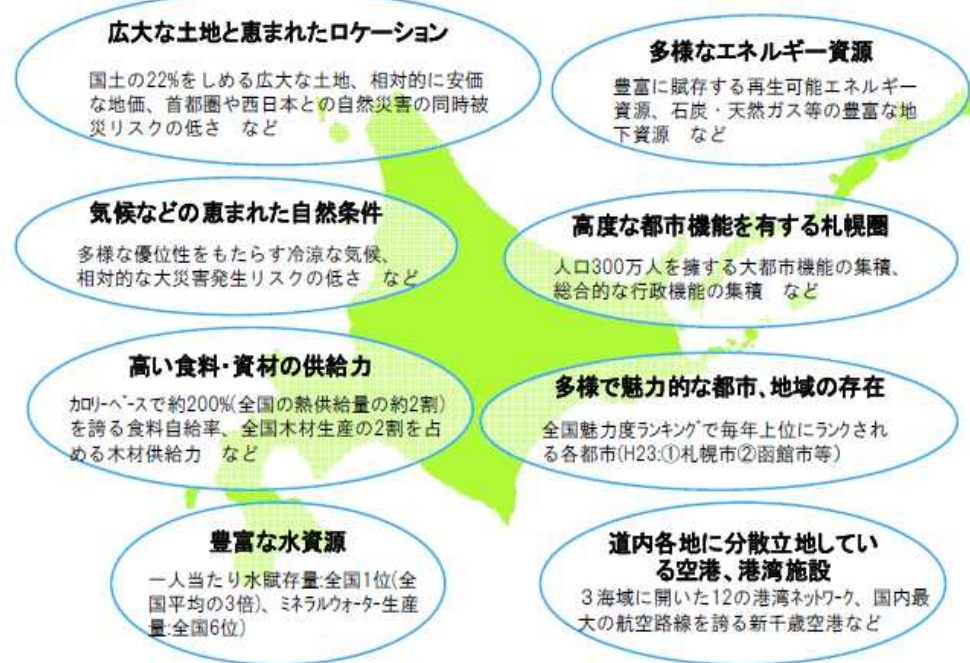 広大な土地と恵まれたロケーション
国土の22%をしめる広大な土地、相対的に安価
な地価、首都圏や西日本との自然災害の同時被
災リスクの低さ　など
多様なエネルギー資源
豊富に賦存する再生可能エネルギー
資源、石炭・天然ガス等の豊富な地
下資源　など
気候などの恵まれた自然条件
多様な優位性をもたらす冷涼な気候、
相対的な大災害発生リスクの低さ　など
高度な都市機能を有する札幌圏
人口300万人を擁する大都市機能の集積、
総合的な行政機能の集積　など
高い食料・資材の供給力
ｶﾛﾘｰﾍﾞｰｽで約200%(全国の熱供給量の約2割)
を誇る食料自給率、全国木材生産の2割を占
める木材供給力　など
多様で魅力的な都市、地域の存在
全国魅力度ﾗﾝｷﾝｸﾞで毎年上位にﾗﾝｸされ
る各都市(H23:①札幌市②函館市等)
豊富な水資源
一人当たり水賦存量:全国1位(全
国平均の3倍)、ﾐﾈﾗﾙｳｫｰﾀｰ生産
量:全国6位)
道内各地に分散立地してい
る空港、港湾施設
３海域に開いた12の港湾ﾈｯﾄﾜｰｸ、国内最
大の航空路線を誇る新千歳空港など